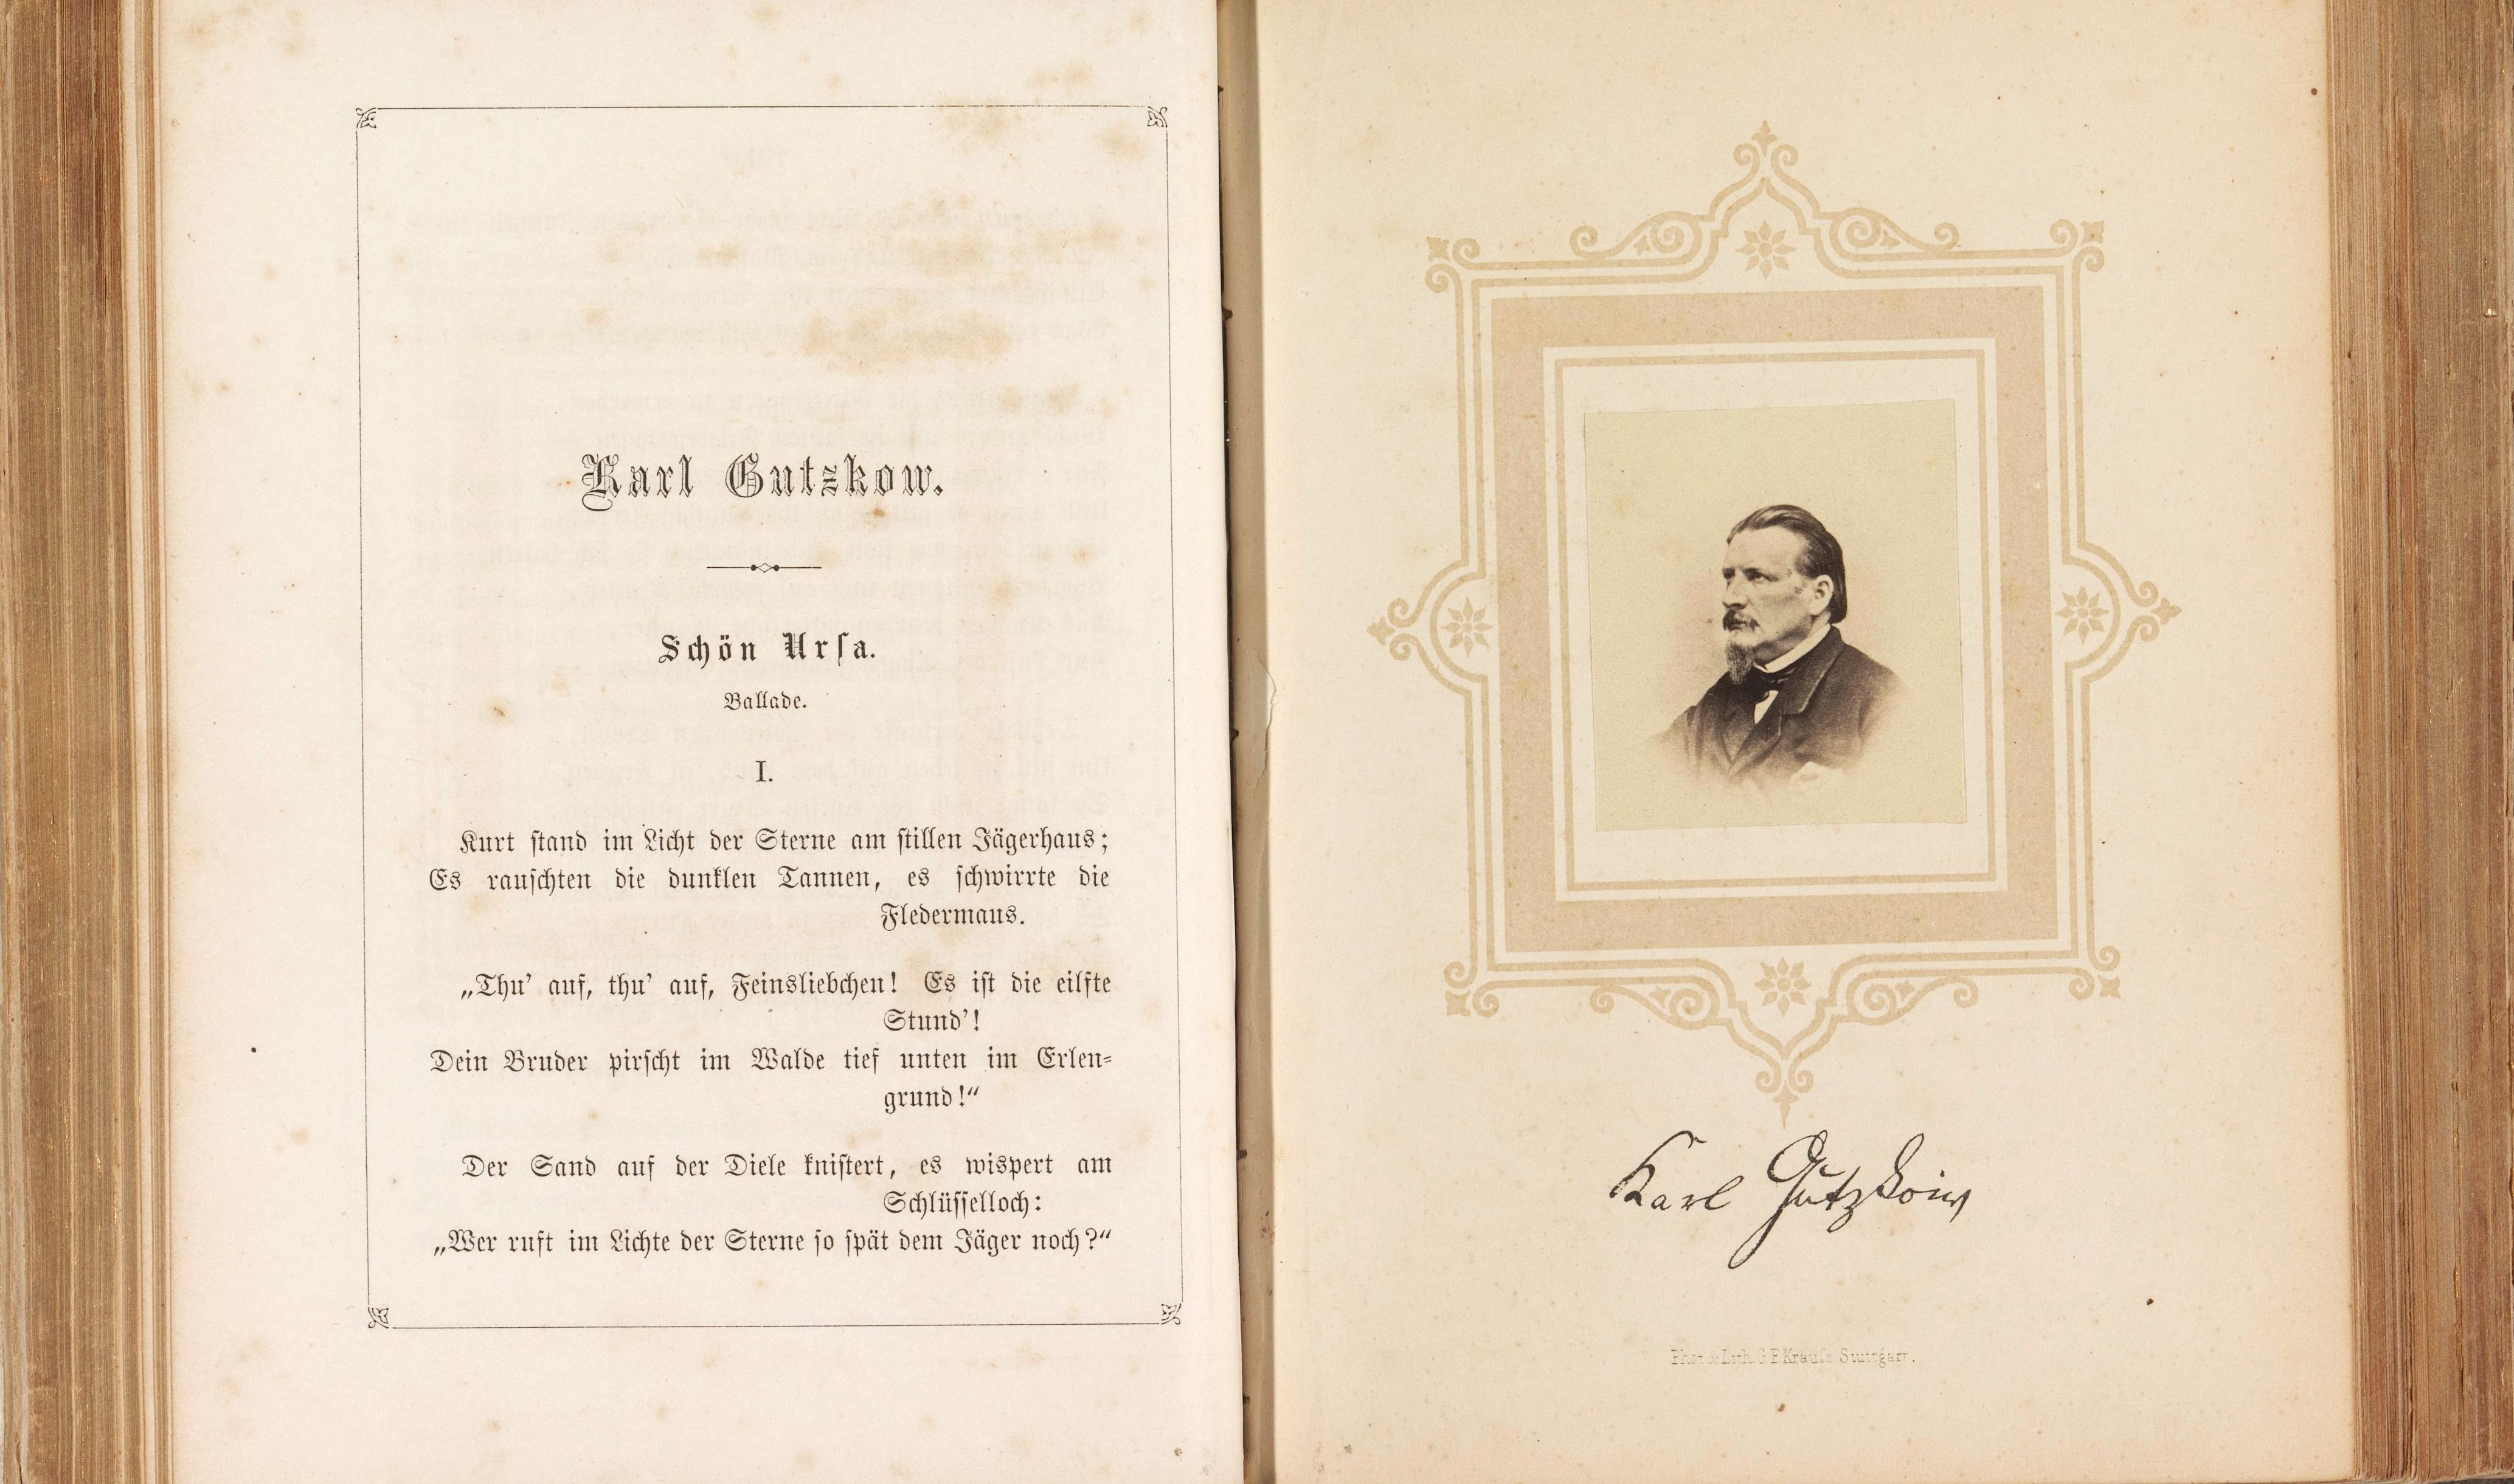 Karl Gutzkow.
Schön Urſa.
Ballade.
I.
Kurt ſtand im Licht der Sterne am ſtillen Jägerhaus;
Es rauſchten die dunklen Tannen, es ſchwirrte die
Fledermaus.
„Thu’ auf, thu’ auf, Feinsliebchen! Es iſt die eilfte
Stund’!
Dein Bruder pirſcht im Walde tief unten im Erlen-
grund!“
Der Sand auf der Diele kniſtert, es wispert am
Schlüſſelloch:
„Wer ruft im Lichte der Sterne ſo ſpät dem Jäger noch?“
Karl Gutzkow
Phot & Lith. F Krauſs Stuttgart.